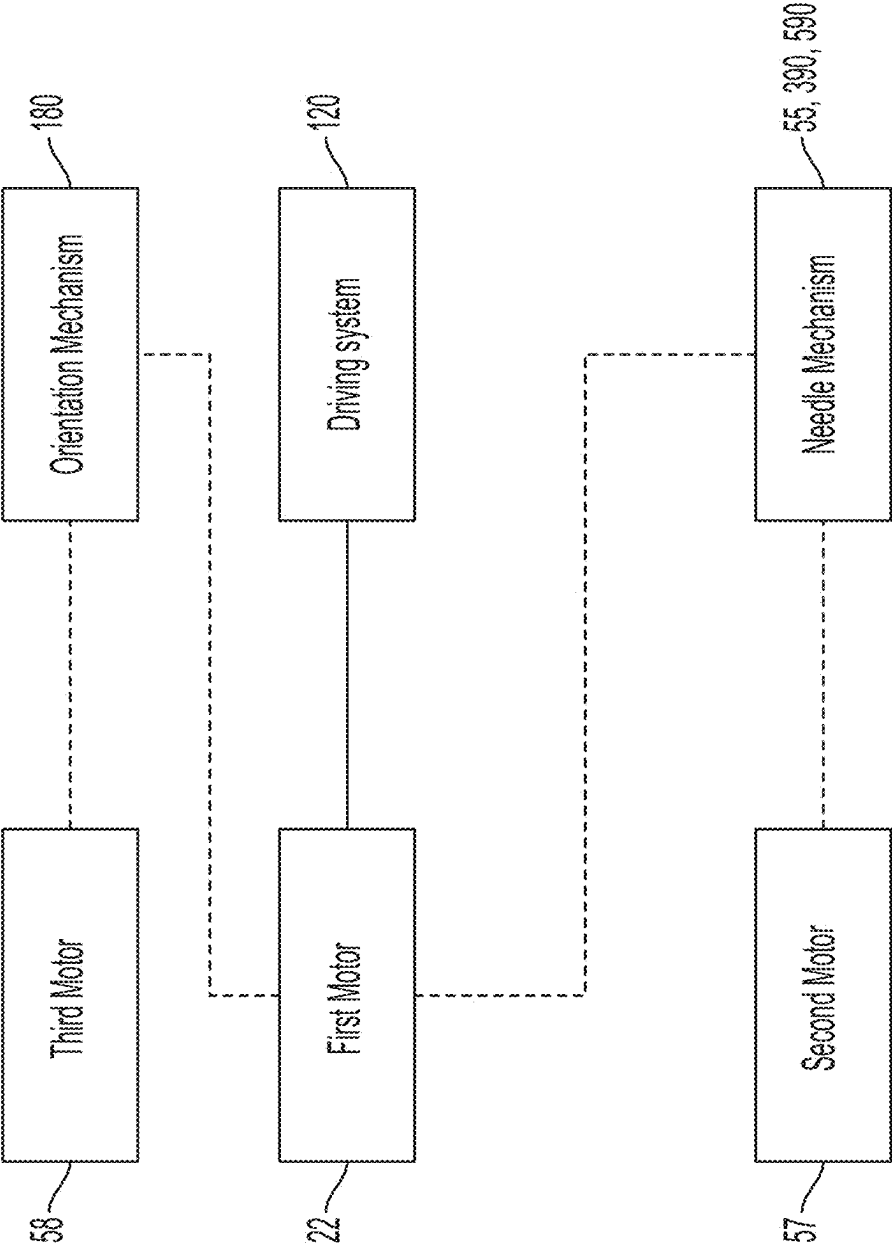 58
Third Motor
Orientation Mechanism
180
22
First Motor
Driving system
120
57
Second Motor
Needle Mechanism
55, 390, 590